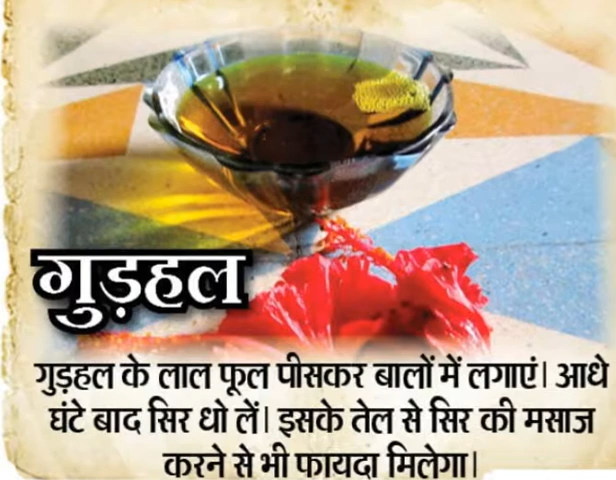 गुड़हल
गुड़हल के लाल फूल पीसकर बालों में लगाएं। आधे
घंटे बाद सिर धो लें। इसके तेल से सिर की मसाज
करने से भी फायदा मिलेगा।